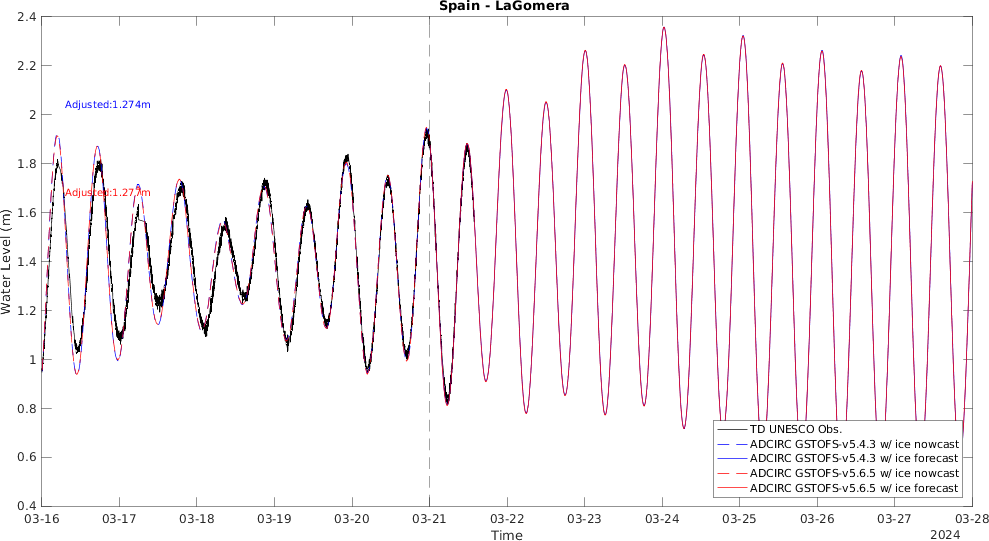 Spain - LaGomera
2.4
2.2
2
1.8
1.6
1.4
1.2
1
0.8
0.6
0.4
Water Level (m)
Adjusted:1.274m
Adjusted:1.277m
TD UNESCO Obs.
ADCIRC GSTOFS-v5.4.3 w/ ice nowcast
ADCIRC GSTOFS-v5.4.3 w/ ice forecast
ADCIRC GSTOFS-v5.6.5 w/ ice nowcast
ADCIRC GSTOFS-v5.6.5 w/ ice forecast
03-16 03-17 03-18 03-19 03-20 03-21 03-22 03-23 03-24 03-25 03-26 03-27 03-28
Time
2024